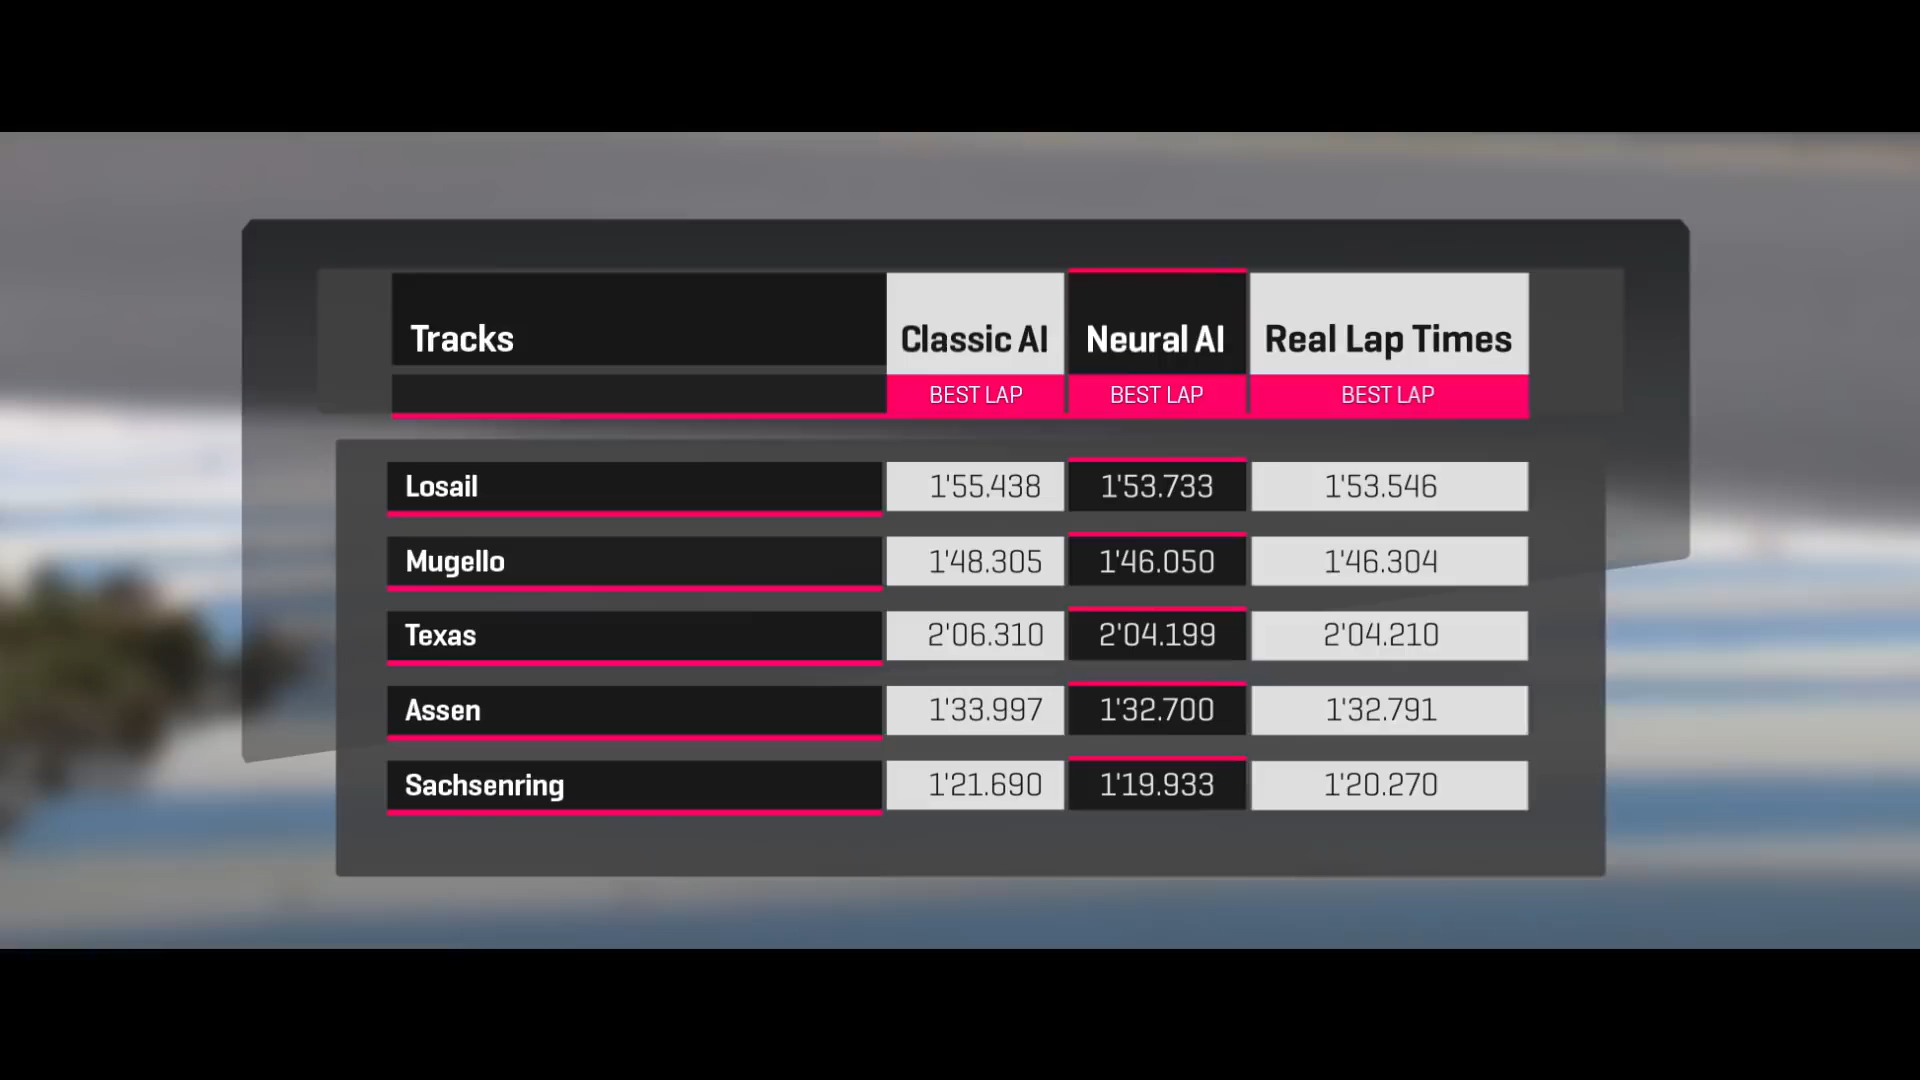 Tracks Classic AI Neural AI Real Lap Times
BEST LAP BEST LAP BEST LAP
Losail 1'55.438 1'53.733 1'53.546
Mugello 1'48.305 1'46.050 1'46.304
Texas 2'06.310 2'04.199 2'04.210
Assen 1'33.997 1'32.700 1'32.791
Sachsenring 1'21.690 1'19.933 1'20.270